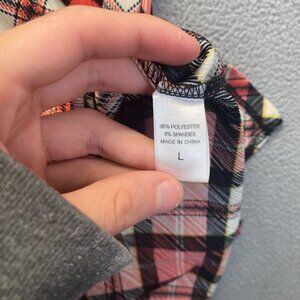 95% POLYESTER
5% SPANDEX
MADE IN CHINA
L